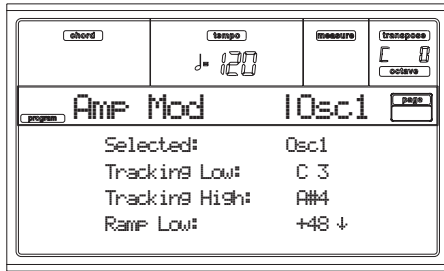 chord tempo measure transpose
♩= 120 C 0
octave
program Amp Mod |Osc1 page
Selected: Osc1
Tracking Low: C 3
Tracking High: A#4
Ramp Low: +48 ↓